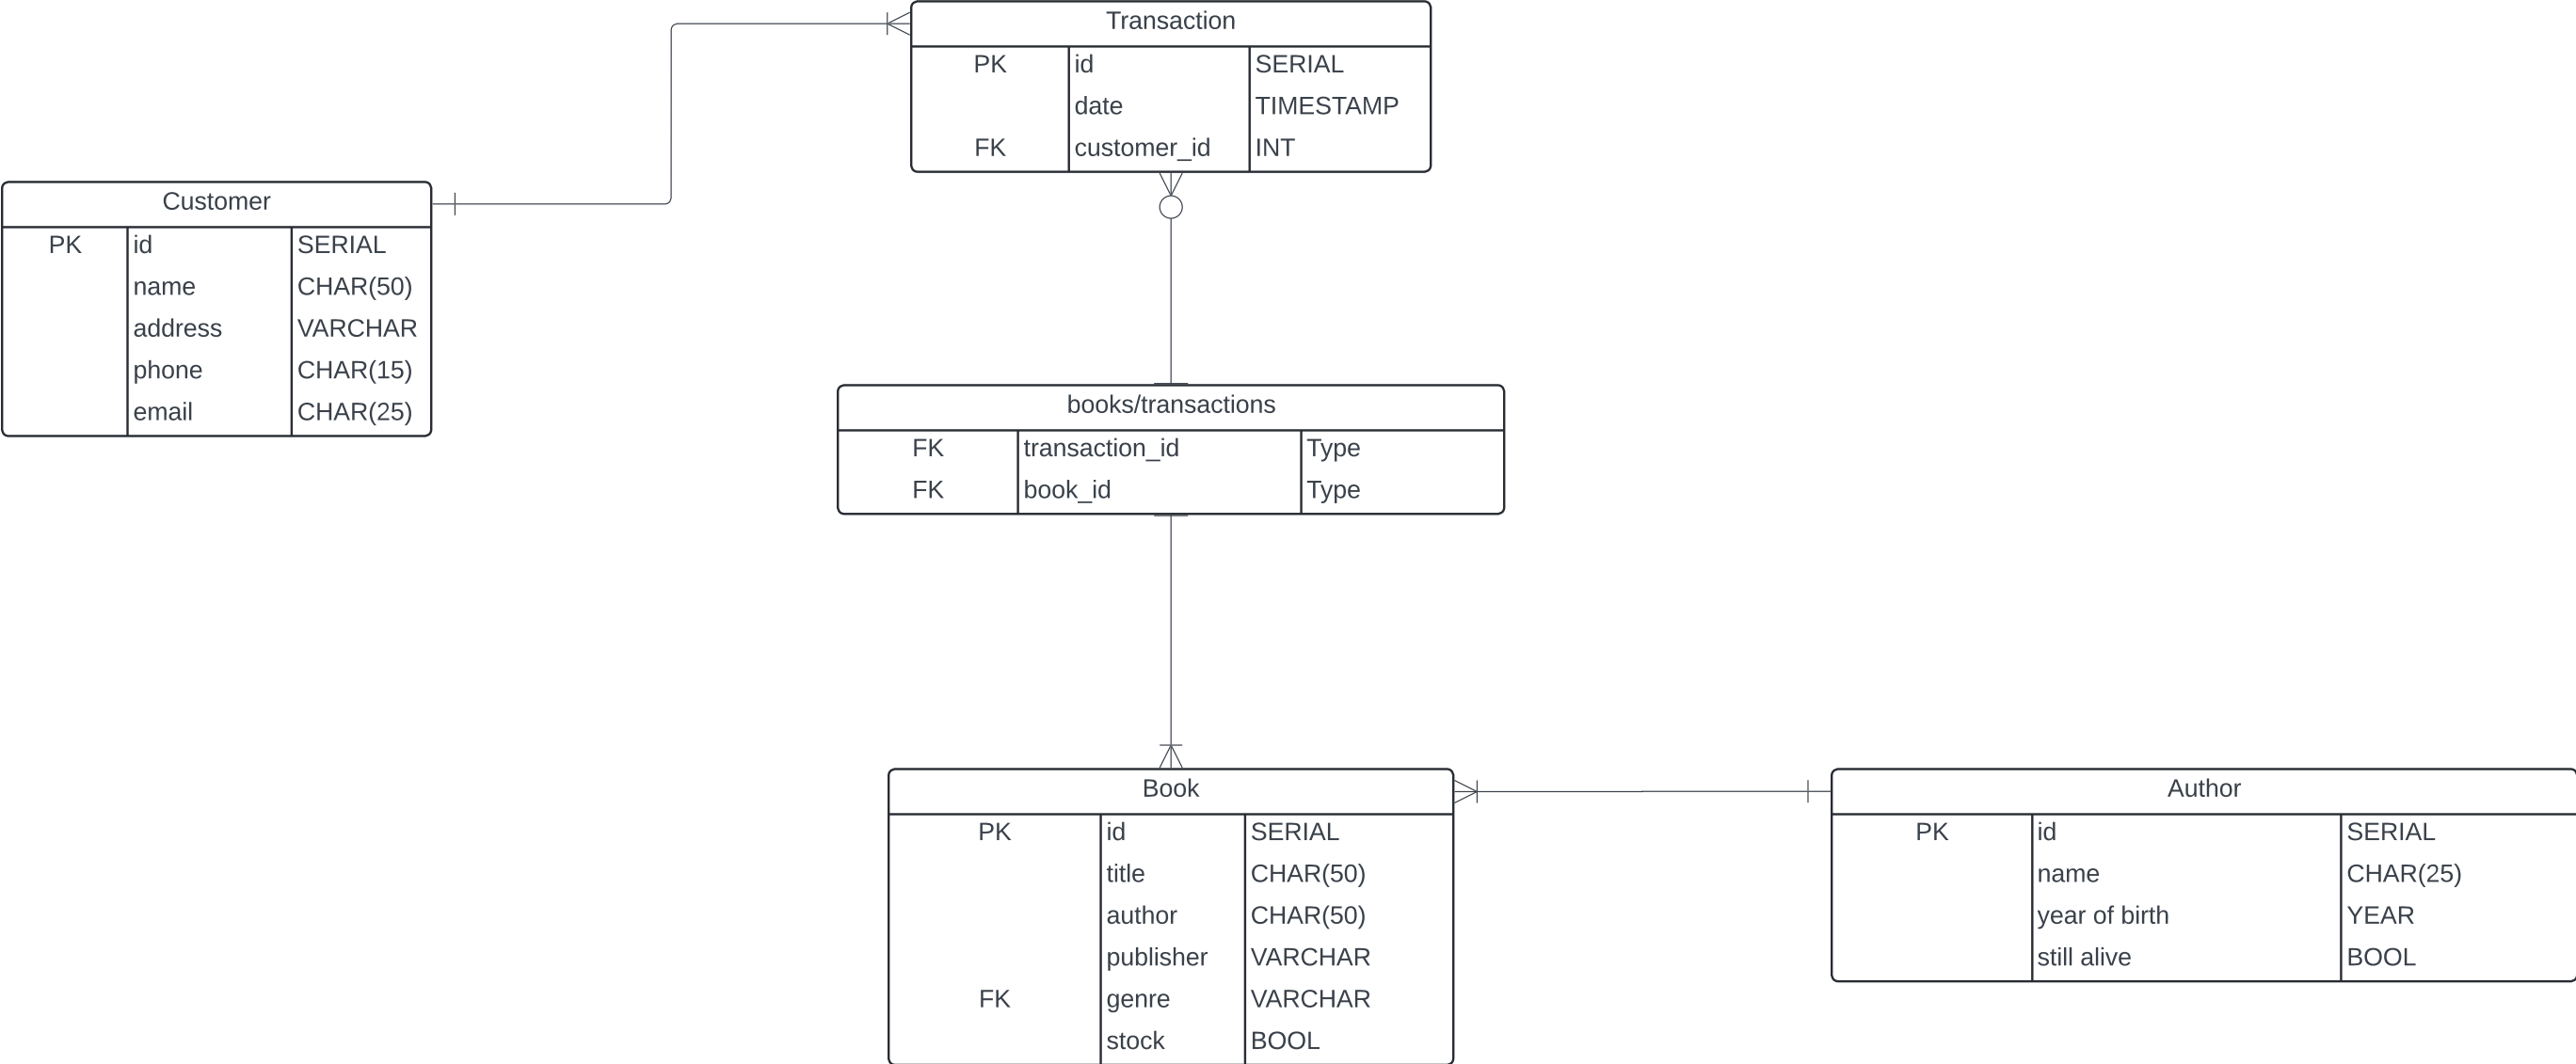 Transaction
PK id SERIAL
date TIMESTAMP
FK customer_id INT
Customer
PK id SERIAL
name CHAR(50)
address VARCHAR
phone CHAR(15)
email CHAR(25)
books/transactions
FK transaction_id Type
FK book_id Type
Book
PK id SERIAL
title CHAR(50)
author CHAR(50)
publisher VARCHAR
FK genre VARCHAR
stock BOOL
Author
PK id SERIAL
name CHAR(25)
year of birth YEAR
still alive BOOL